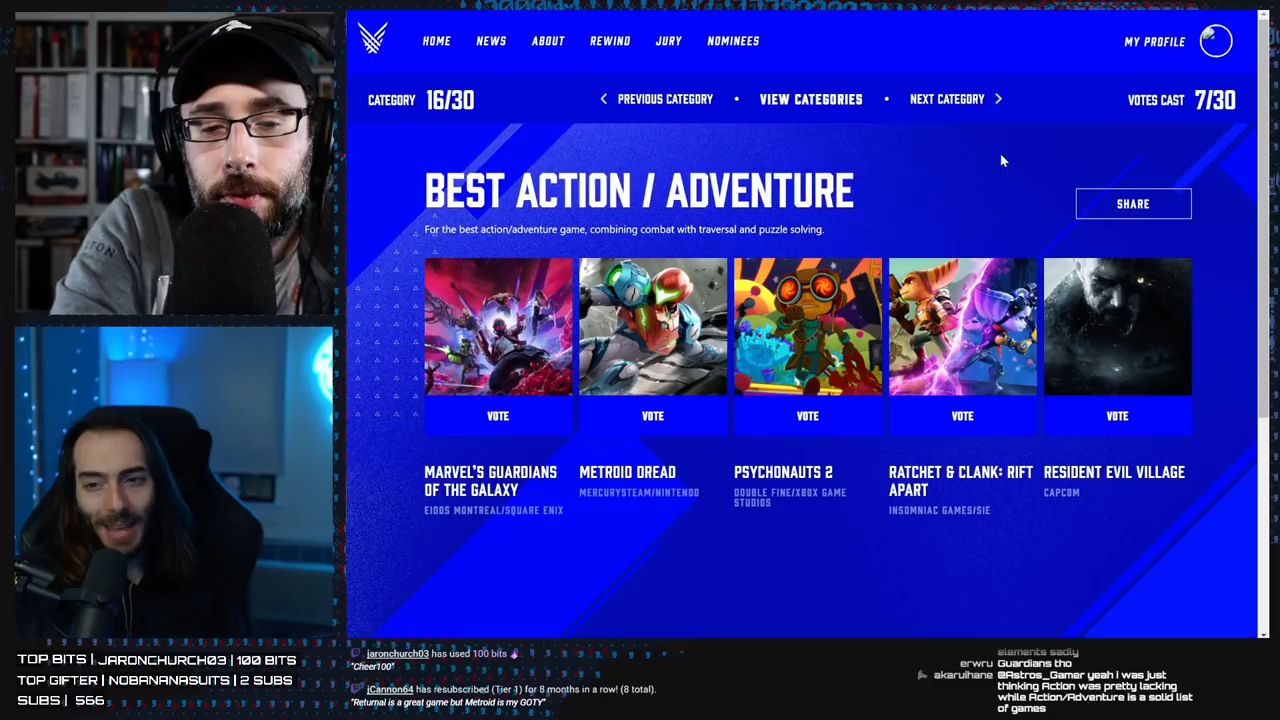 HOME NEWS ABOUT REWIND JURY NOMINEES MY PROFILE
CATEGORY 16/30 PREVIOUS CATEGORY • VIEW CATEGORIES • NEXT CATEGORY VOTES CAST 7/30
BEST ACTION / ADVENTURE
SHARE
For the best action/adventure game, combining combat with traversal and puzzle solving.
VOTE VOTE VOTE VOTE VOTE
MARVEL'S GUARDIANS OF THE GALAXY
EIDOS MONTREAL/SQUARE ENIX
METROID DREAD
MERCURYSTEAM/NINTENDO
PSYCHONAUTS 2
DOUBLE FINE/XBOX GAME
STUDIOS
RATCHET & CLANK: RIFT
APART
INSOMNIAC GAMES/SIE
RESIDENT EVIL VILLAGE
CAPCOM
TOP BITS | JARONCHURCH03 | 100 BITS
TOP GIFTER | NOBANANASUITS | 2 SUBS
SUBS | 566
jaronchurch03 has used 100 bits
"Cheer100"
jCannon64 has resubscribed (Tier 1) for 8 months in a row! (8 total).
"Returnal is a great game but Metroid is my GOTY"
elements sadly
erwru Guardians tho
akaruihane @Astros_Gamer yeah I was just
thinking Action was pretty lacking
while Action/Adventure is a solid list
of games